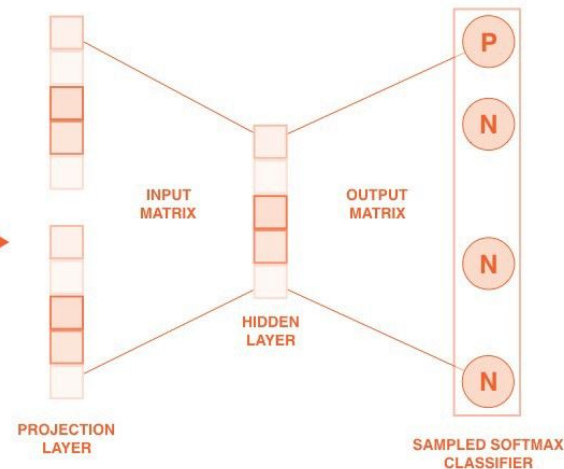 P
N
INPUT
MATRIX
OUTPUT
MATRIX
N
HIDDEN
LAYER
N
PROJECTION
LAYER
SAMPLED SOFTMAX
CLASSIFIER